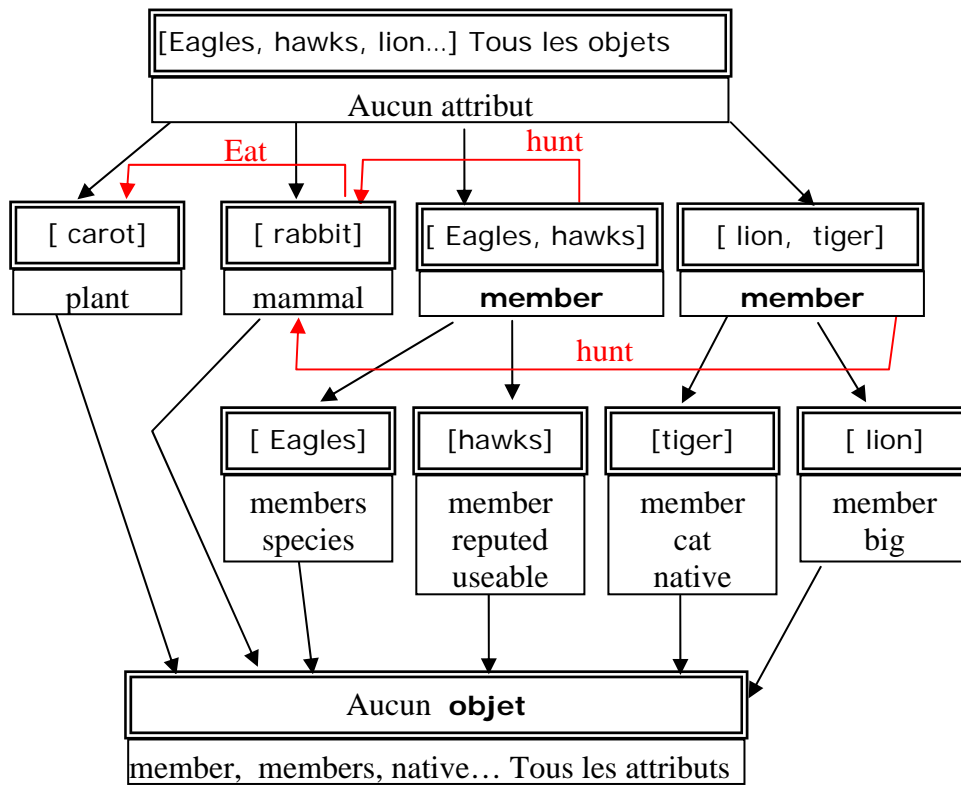 [Eagles, hawks, lion...] Tous les objets
Aucun attribut
Eat
hunt
[ carot]
plant
[ rabbit]
mammal
[ Eagles, hawks]
member
[ lion, tiger]
member
hunt
[ Eagles]
members
species
[hawks]
member
reputed
useable
[tiger]
member
cat
native
[ lion]
member
big
Aucun objet
member, members, native… Tous les attributs